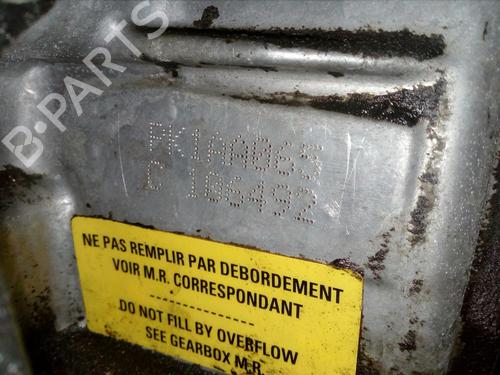 B-PARTS
PK1AA065
C 106492
NE PAS REMPLIR PAR DEBORDEMENT
VOIR M.R. CORRESPONDANT
---------------
DO NOT FILL BY OVERFLOW
SEE GEARBOX M.R.